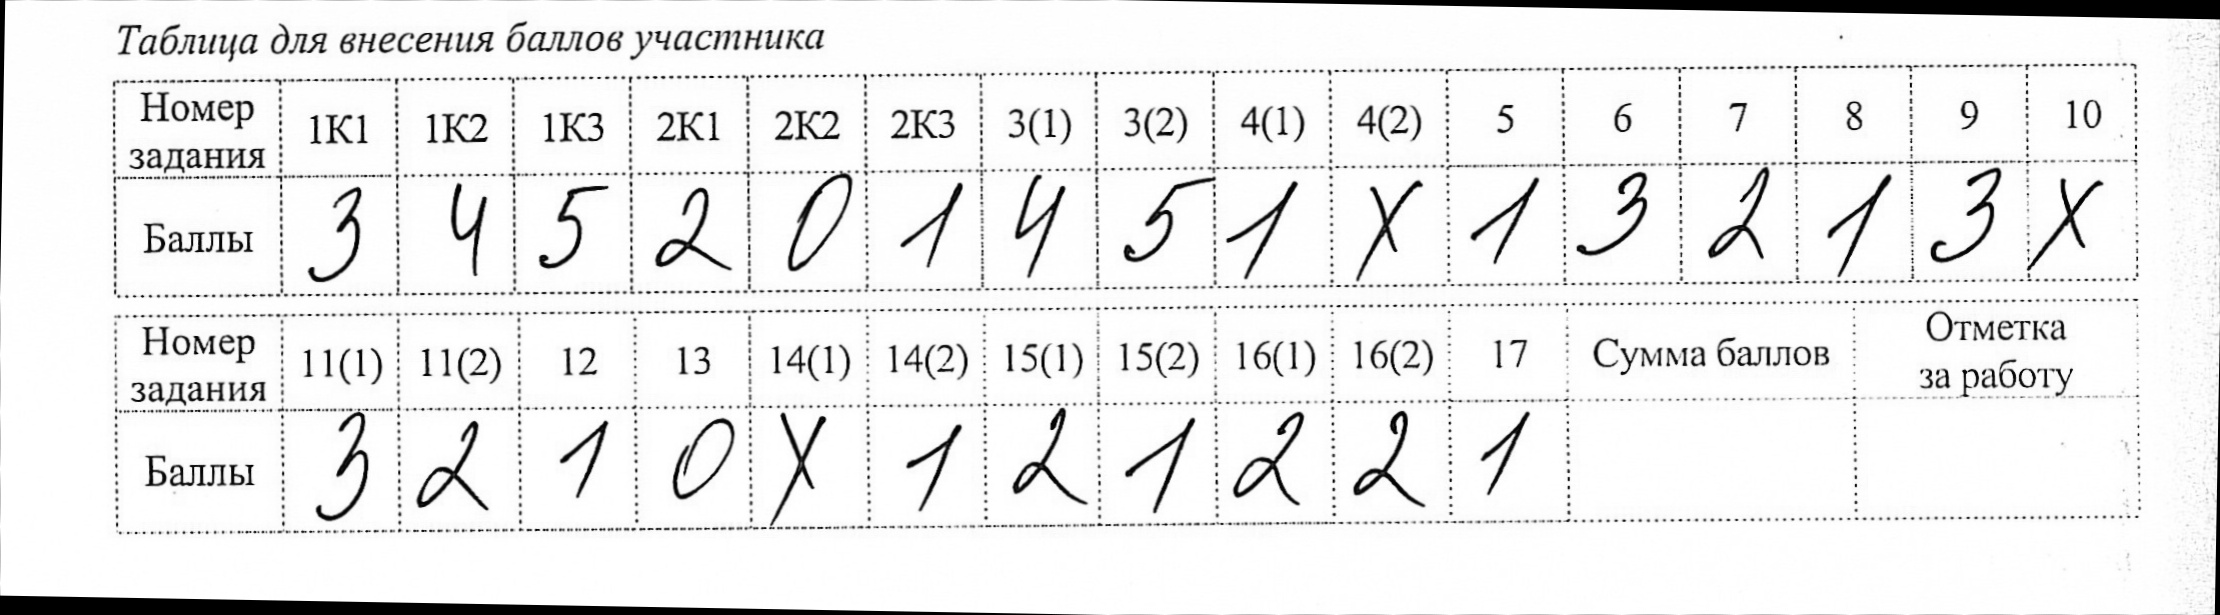 Таблица для внесения баллов участника
Номер задания 1К1 1К2 1К3 2К1 2К2 2К3 3(1) 3(2) 4(1) 4(2) 5 6 7 8 9 10
Баллы 3 4 5 2 0 1 4 5 1 X 1 3 2 1 3 X
Номер задания 11(1) 11(2) 12 13 14(1) 14(2) 15(1) 15(2) 16(1) 16(2) 17 Сумма баллов Отметка за работу
Баллы 3 2 1 0 X 1 2 1 2 2 1